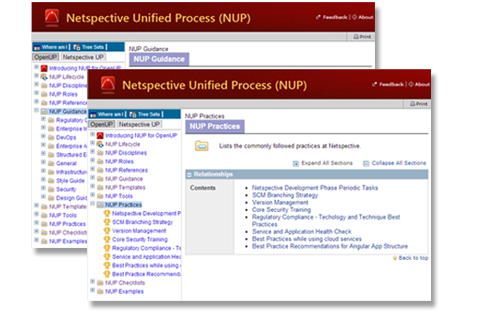 Netspective Unified Process (NUP)
Feedback | About
Print
Where am I | Tree Sets
OpenUP Netspective UP
Introducing NUP for OpenUP
NUP Lifecycle
NUP Disciplines
NUP Roles
NUP References
NUP Guidance
Regulatory C
Enterprise
DevOps
Enterprise A
Structured E
General
Infrastructure
Style Guide
Security
Design Guid
NUP Templates
NUP Tools
NUP Practices
NUP Checklists
NUP Examples
NUP Guidance
NUP Guidance
Netspective Unified Process (NUP)
Feedback | About
Print
Where am I | Tree Sets
OpenUP Netspective UP
Introducing NUP for OpenUP
NUP Lifecycle
NUP Disciplines
NUP Roles
NUP References
NUP Guidance
NUP Templates
NUP Tools
NUP Practices
Netspective Development P
SCM Branching Strategy
Version Management
Core Security Training
Regulatory Compliance - Te
Service and Application Heal
Best Practices while using c
Best Practice Recommendat
NUP Checklists
NUP Examples
NUP Practices
NUP Practices
Lists the commonly followed practices at Netspective.
Expand All Sections Collapse All Sections
Relationships
Contents
Netspective Development Phase Periodic Tasks
SCM Branching Strategy
Version Management
Core Security Training -
Regulatory Compliance - Techology and Technique Best
Practices
Service and Application Health Check
Best Practices while using cloud services
Best Practice Recommendations for Angular App Structure
Back to top